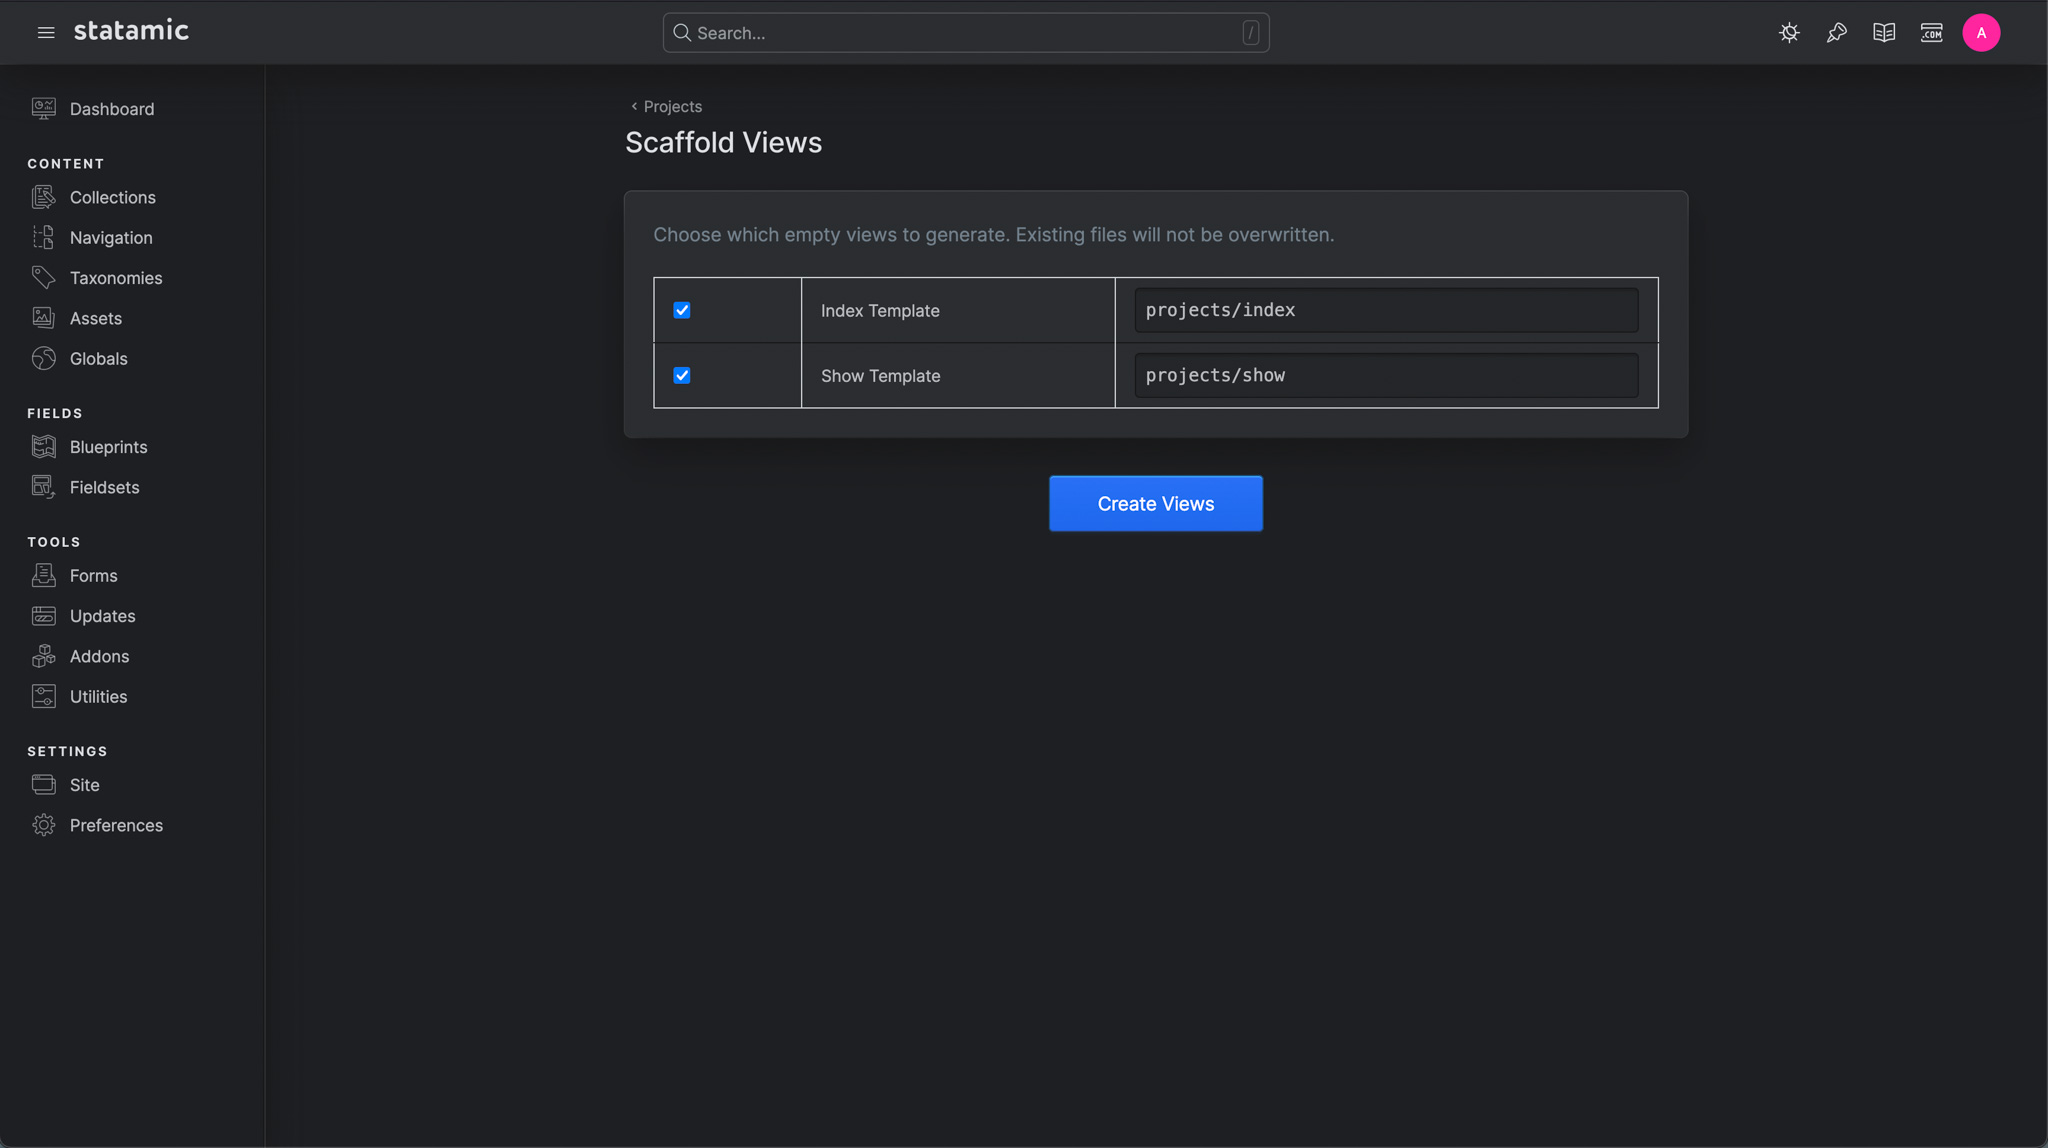 statamic
Search...
/
.COM
A
Dashboard
CONTENT
Collections
Navigation
Taxonomies
Assets
Globals
FIELDS
Blueprints
Fieldsets
TOOLS
Forms
Updates
Addons
Utilities
SETTINGS
Site
Preferences
Projects
Scaffold Views
Choose which empty views to generate. Existing files will not be overwritten.
Index Template projects/index
Show Template projects/show
Create Views